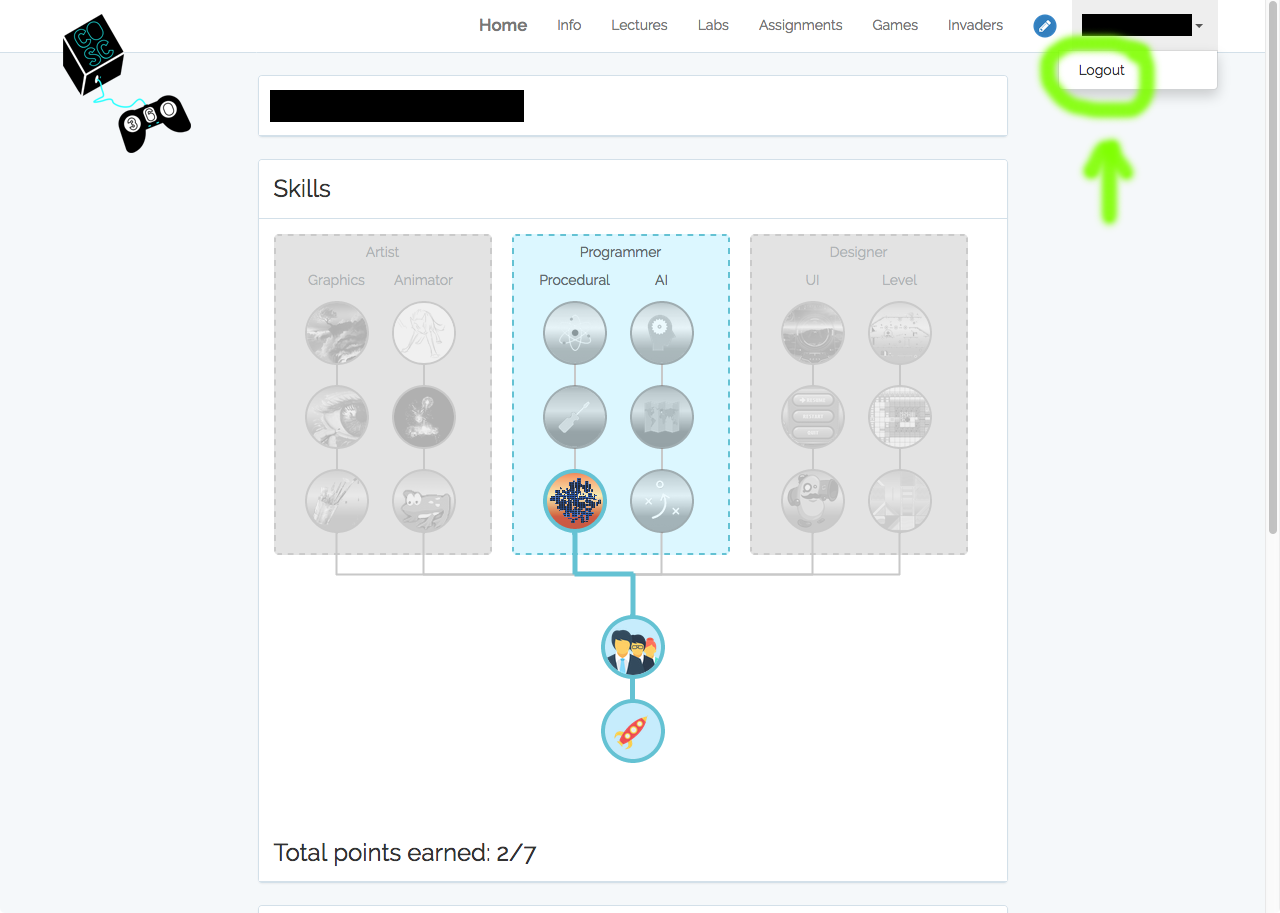 Home Info Lectures Labs Assignments Games Invaders
Logout
COSC
360
Skills
Artist Programmer Designer
Graphics Animator Procedural AI UI Level
Total points earned: 2/7